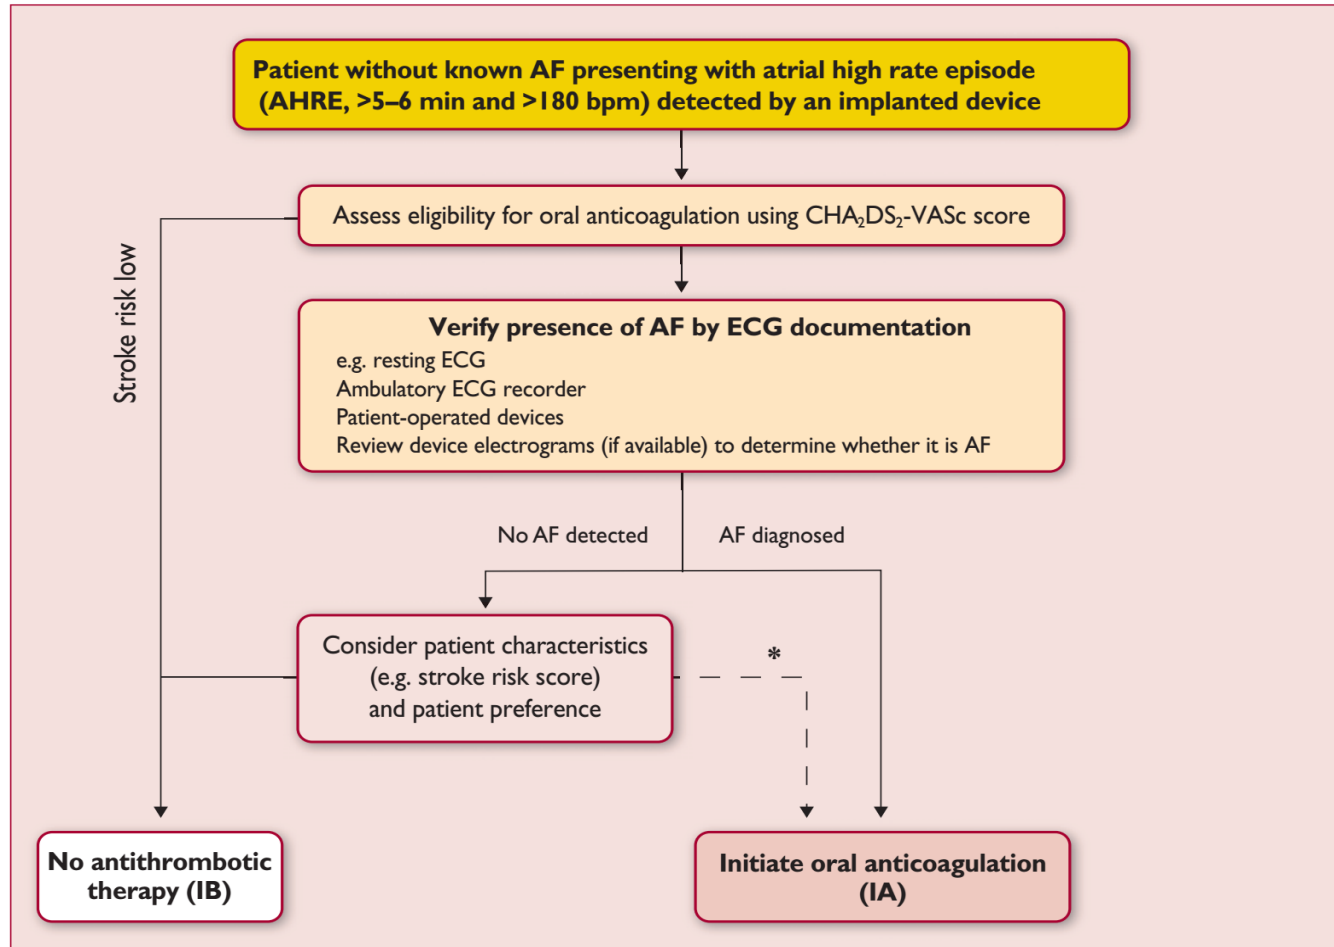 Patient without known AF presenting with atrial high rate episode
(AHRE, >5–6 min and >180 bpm) detected by an implanted device
Assess eligibility for oral anticoagulation using CHA₂DS₂-VASc score
Stroke risk low
Verify presence of AF by ECG documentation
e.g. resting ECG
Ambulatory ECG recorder
Patient-operated devices
Review device electrograms (if available) to determine whether it is AF
No AF detected
AF diagnosed
Consider patient characteristics
(e.g. stroke risk score)
and patient preference
*
No antithrombotic
therapy (IB)
Initiate oral anticoagulation
(IA)